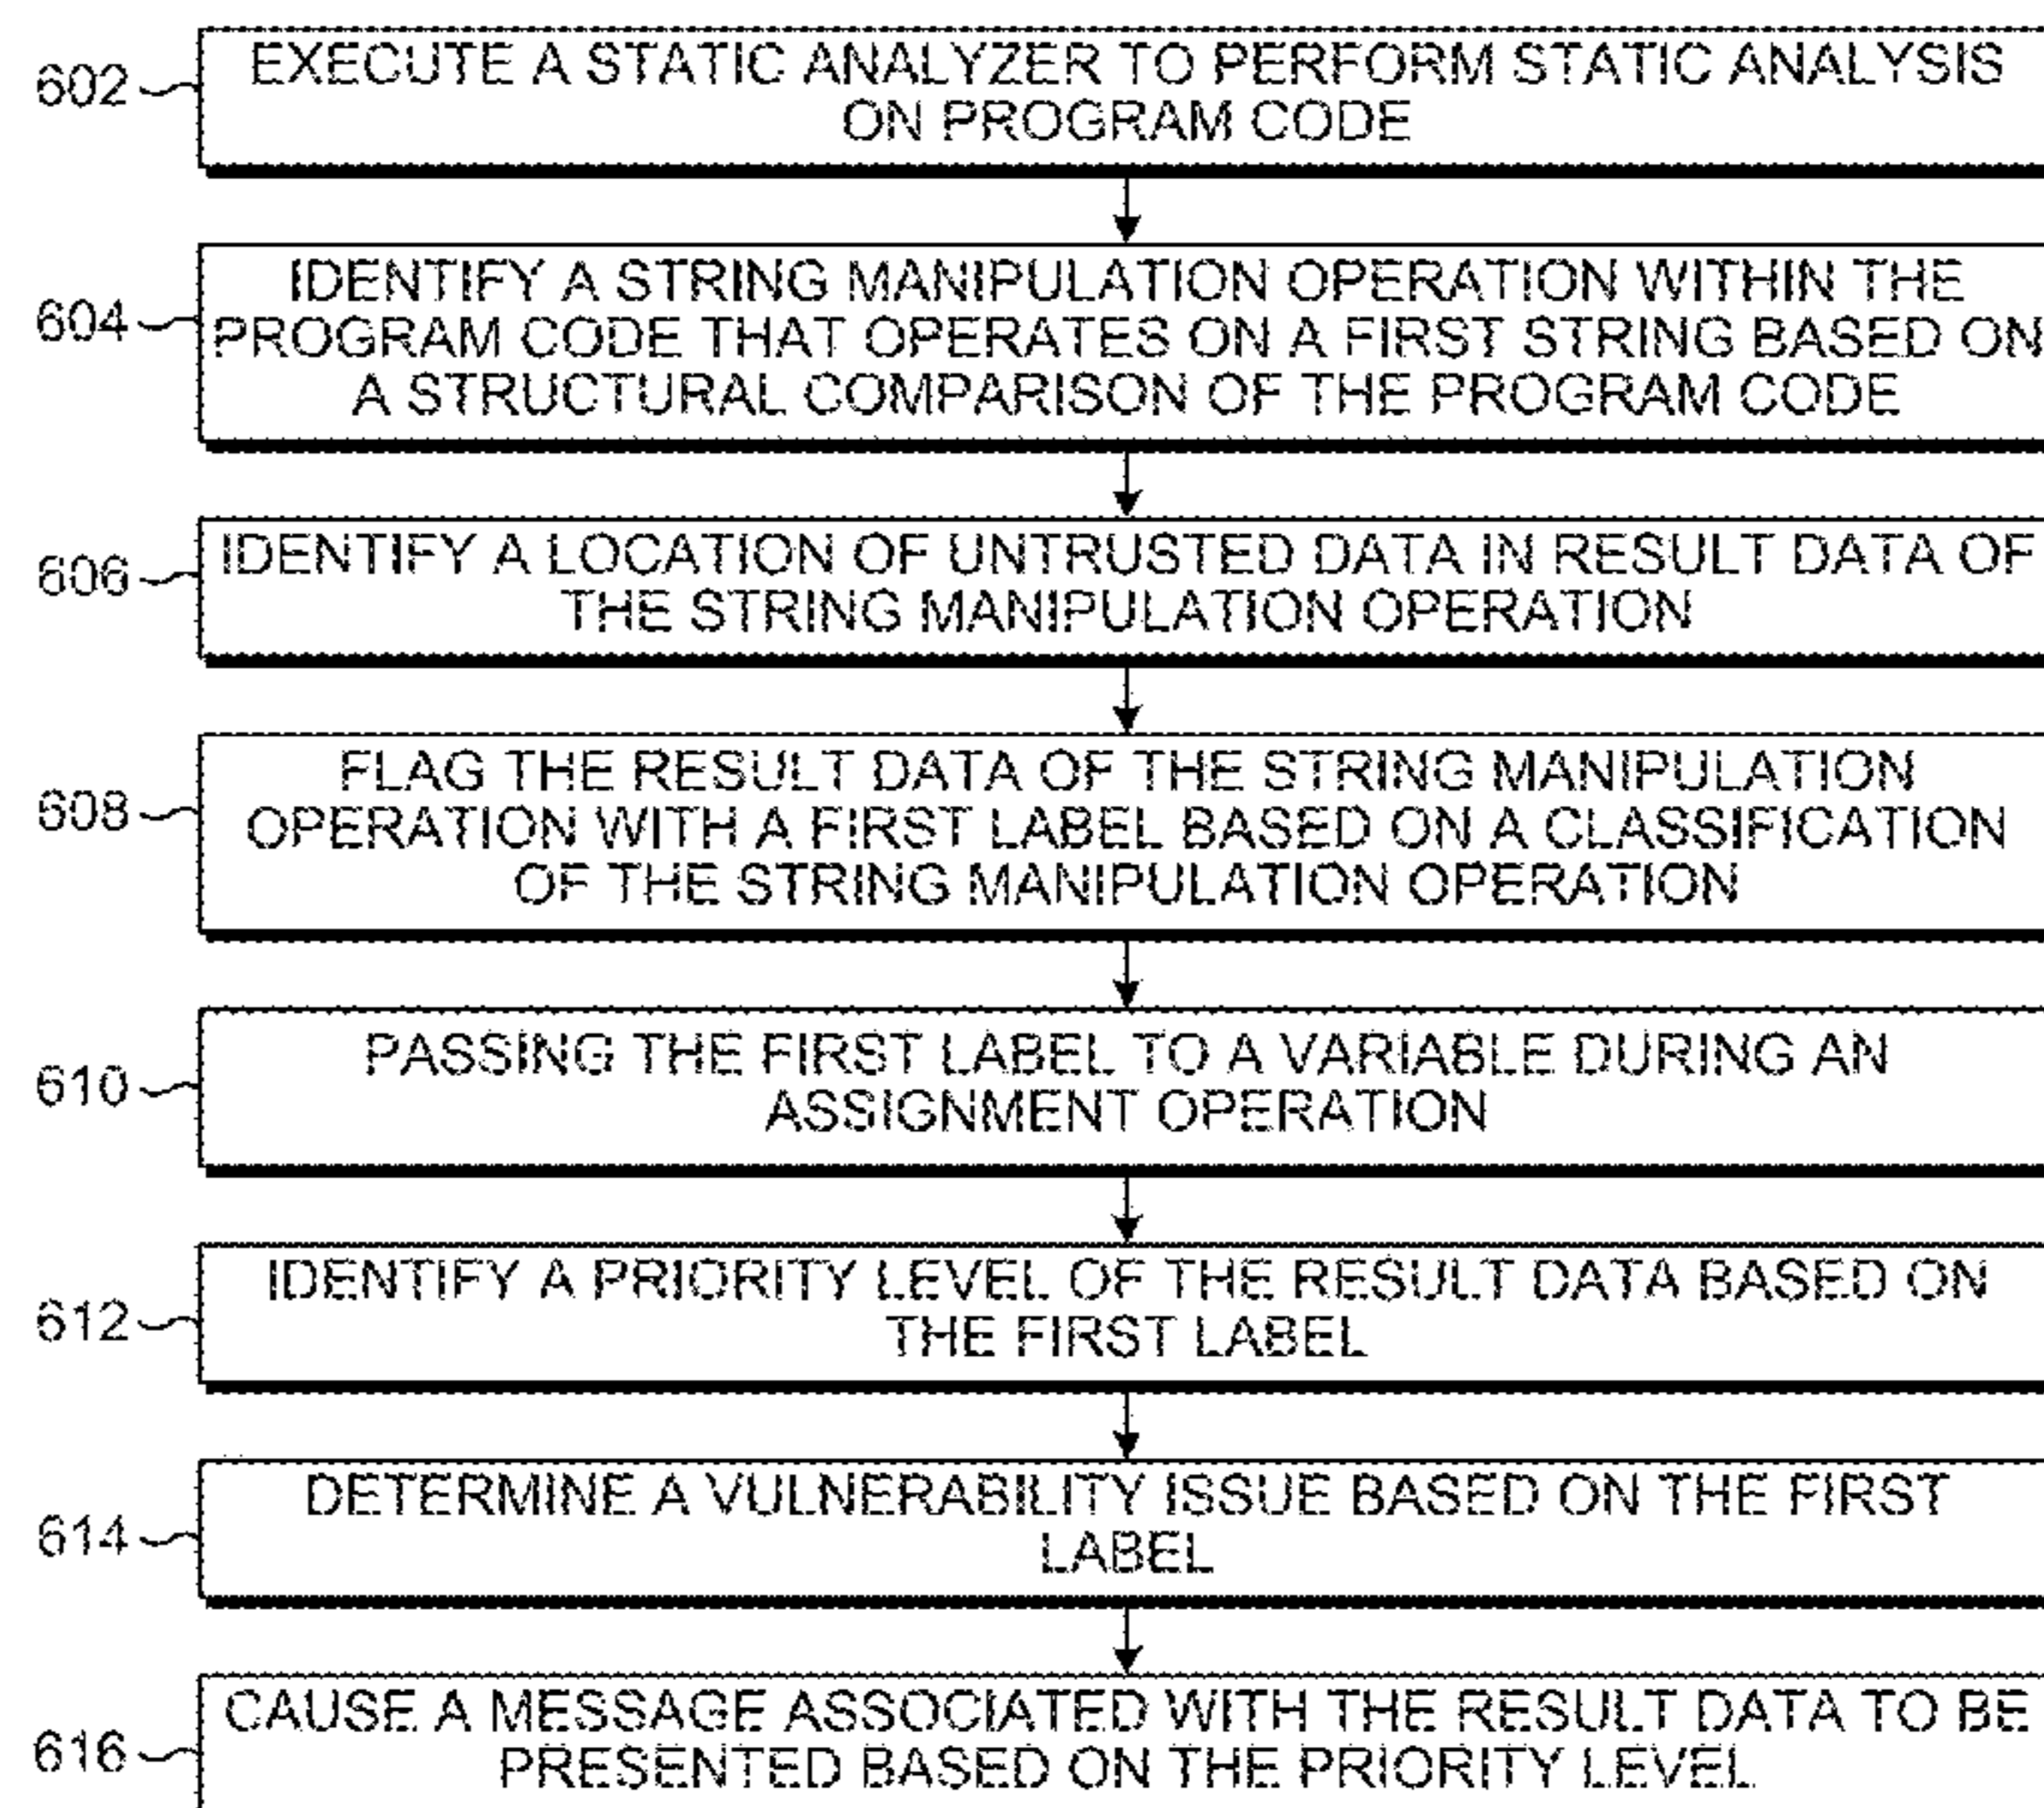 602
EXECUTE A STATIC ANALYZER TO PERFORM STATIC ANALYSIS
ON PROGRAM CODE
604
IDENTIFY A STRING MANIPULATION OPERATION WITHIN THE
PROGRAM CODE THAT OPERATES ON A FIRST STRING BASED ON
A STRUCTURAL COMPARISON OF THE PROGRAM CODE
606
IDENTIFY A LOCATION OF UNTRUSTED DATA IN RESULT DATA OF
THE STRING MANIPULATION OPERATION
608
FLAG THE RESULT DATA OF THE STRING MANIPULATION
OPERATION WITH A FIRST LABEL BASED ON A CLASSIFICATION
OF THE STRING MANIPULATION OPERATION
610
PASSING THE FIRST LABEL TO A VARIABLE DURING AN
ASSIGNMENT OPERATION
612
IDENTIFY A PRIORITY LEVEL OF THE RESULT DATA BASED ON
THE FIRST LABEL
614
DETERMINE A VULNERABILITY ISSUE BASED ON THE FIRST
LABEL
616
CAUSE A MESSAGE ASSOCIATED WITH THE RESULT DATA TO BE
PRESENTED BASED ON THE PRIORITY LEVEL